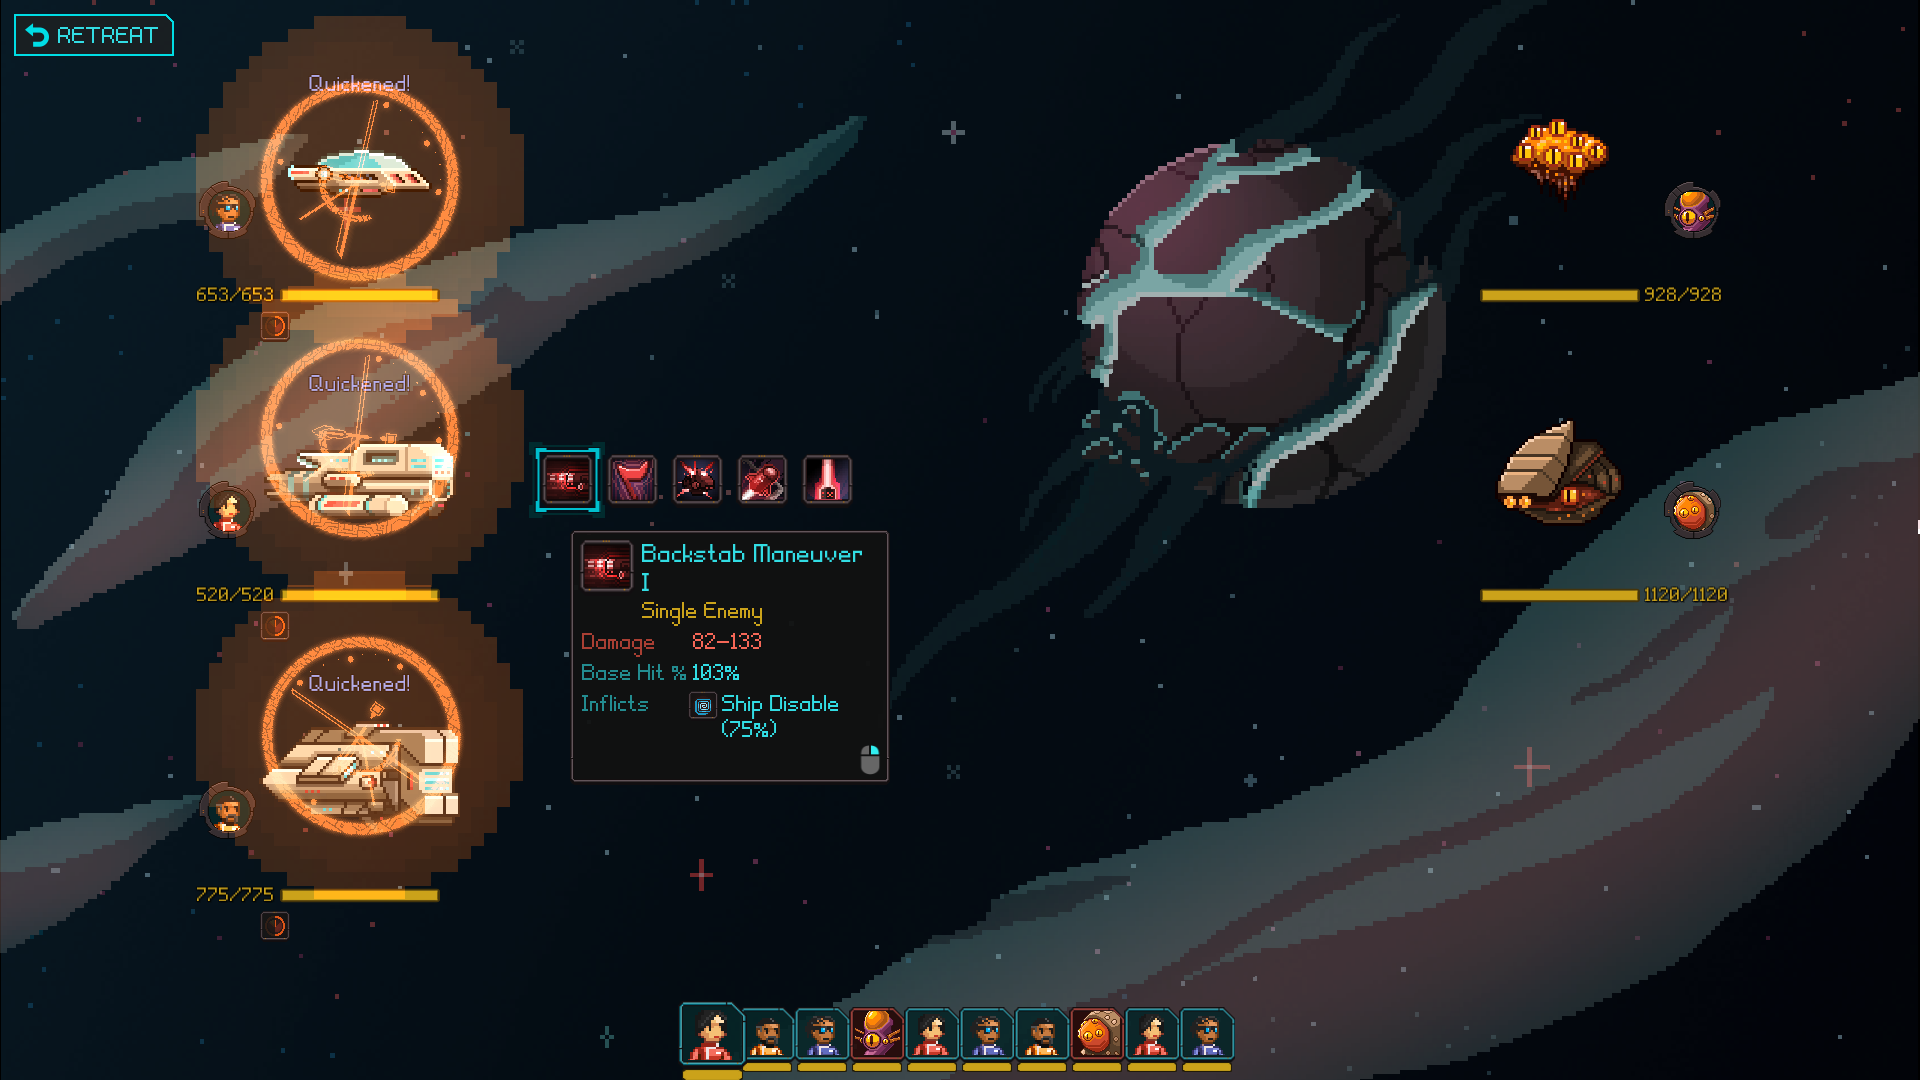 RETREAT
Quickened!
653/653
928/928
Quickened!
Backstab Maneuver
I
Single Enemy
Damage 82-133
Base Hit % 103%
Inflicts Ship Disable
(75%)
520/520
1120/1120
Quickened!
775/775